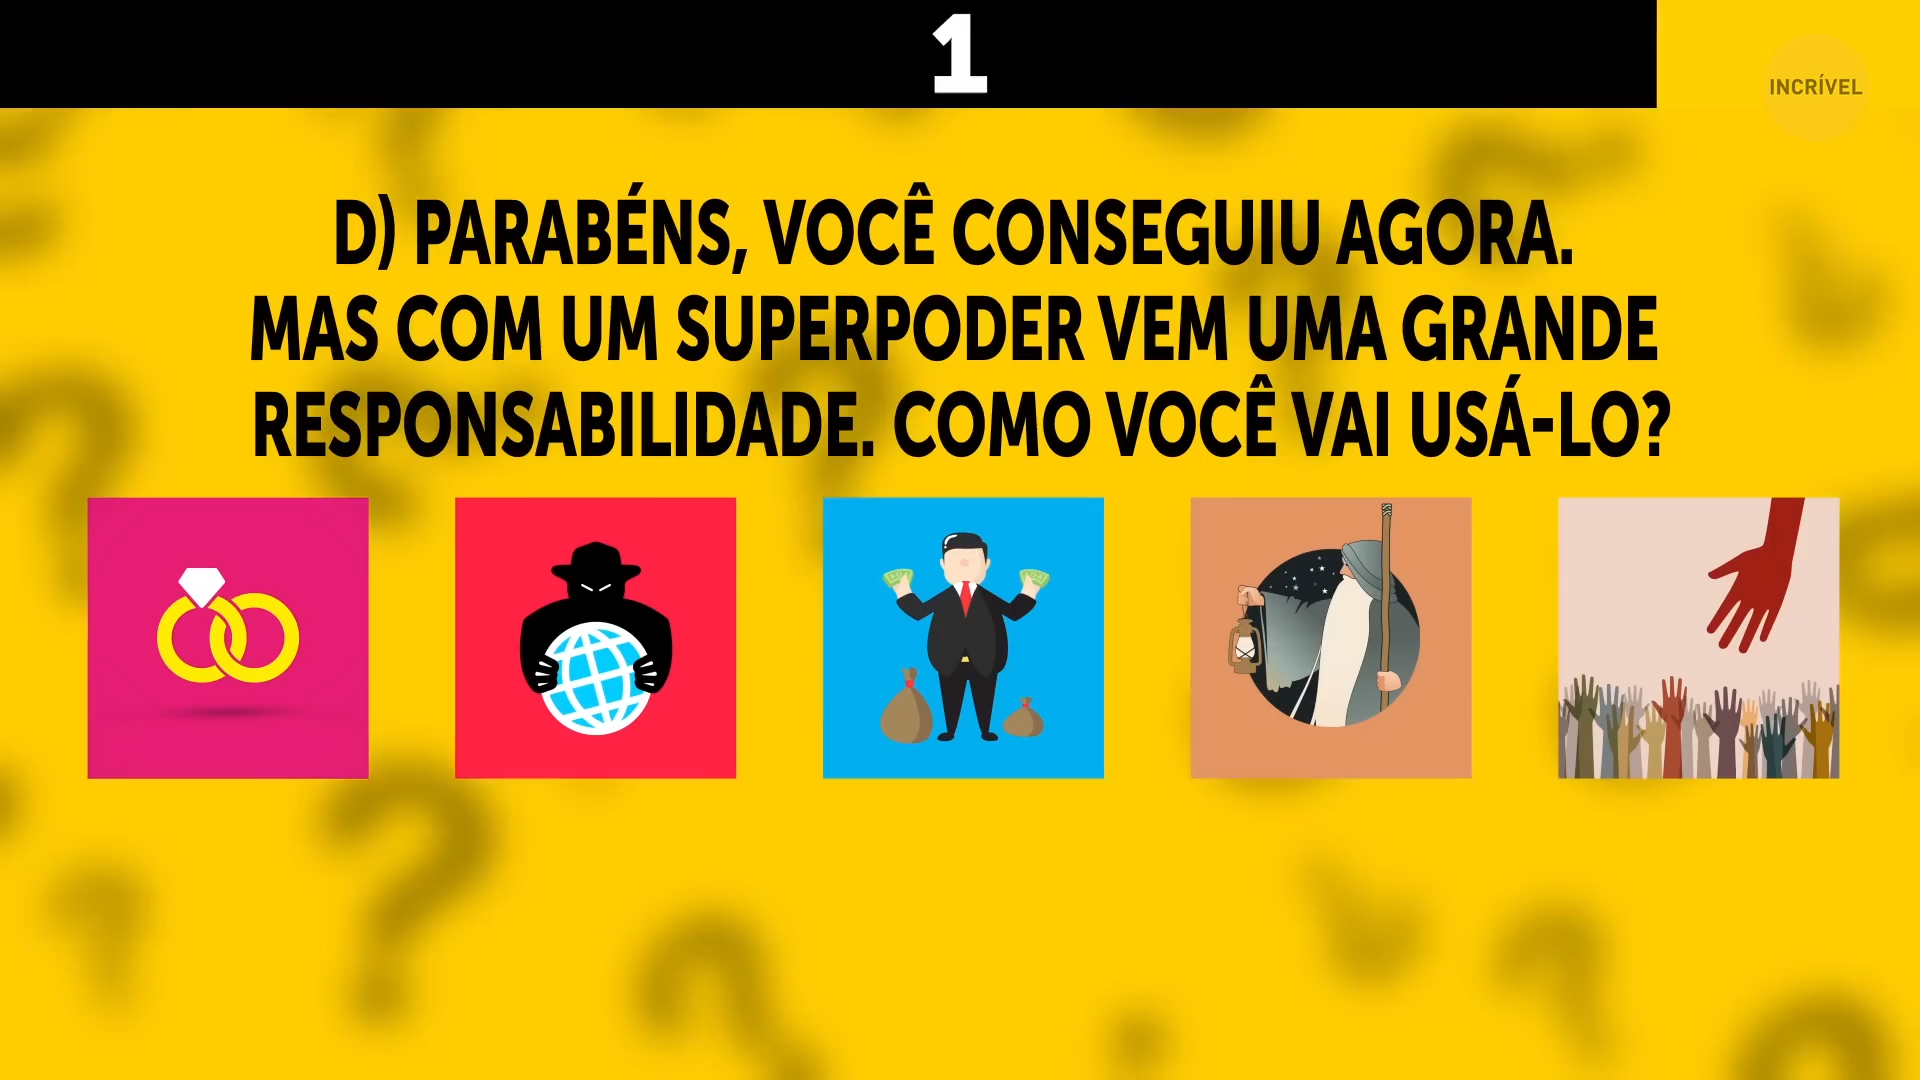 1
INCRÍVEL
D) PARABÉNS, VOCÊ CONSEGUIU AGORA.
MAS COM UM SUPERPODER VEM UMA GRANDE
RESPONSABILIDADE. COMO VOCÊ VAI USÁ-LO?